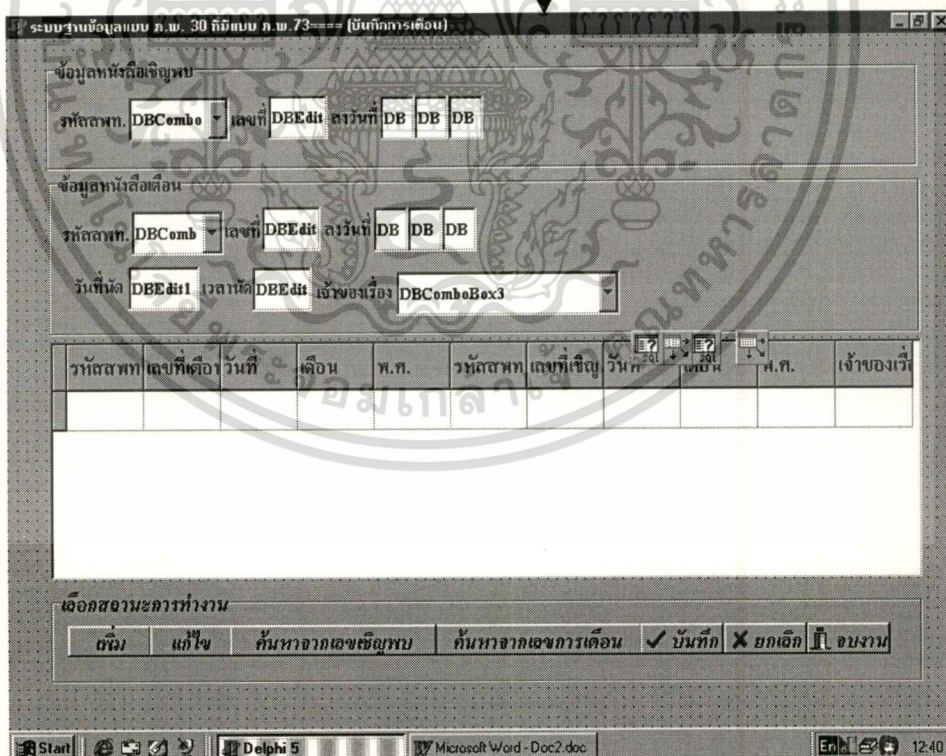 ระบบฐานข้อมูลแบบ ภ.พ. 30 ที่มีแบบ ภ.พ.73==== (บันทึกการเตือน)
ข้อมูลหนังสือเชิญพบ
รหัสสพท. DBCombo เลขที่ DBEdit ลงวันที่ DB DB DB
ข้อมูลหนังสือเตือน
รหัสสพท. DBComb เลขที่ DBEdit ลงวันที่ DB DB DB
วันที่นัด DBEdit1 เวลานัด DBEdit เจ้าของเรื่อง DBComboBox3
รหัสสพท เลขที่เตือน วันที่ เดือน พ.ศ. รหัสสพท เลขที่เชิญ วันที่ เดือน พ.ศ. เจ้าของเรื่
เลือกสถานะการทำงาน
เพิ่ม แก้ไข ค้นหาจากเลขเชิญพบ ค้นหาจากเลขการเตือน บันทึก ยกเลิก จบงาน
Start Delphi 5 Microsoft Word - Doc2.doc En 12:40